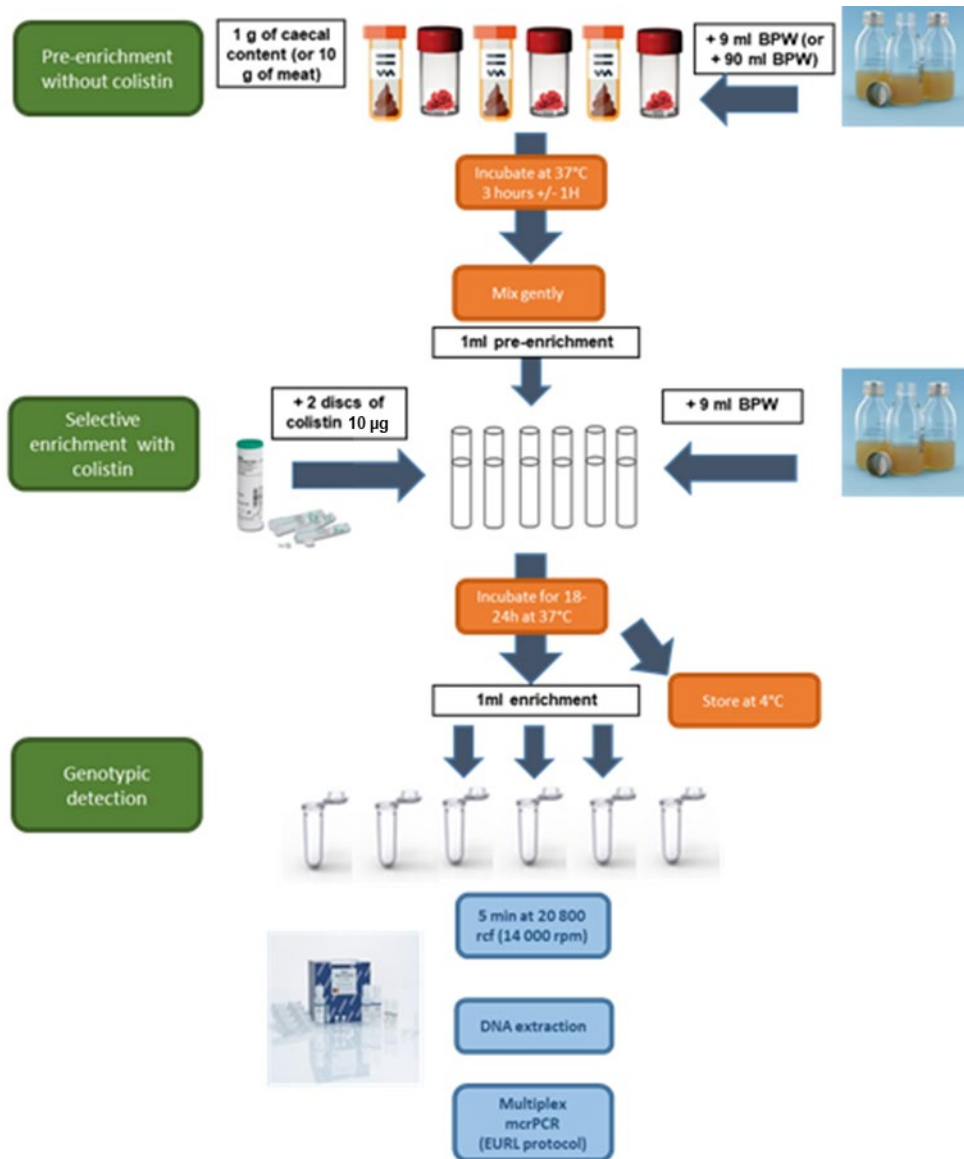 Pre-enrichment
without colistin
1 g of caecal
content (or 10
g of meat)
+ 9 ml BPW (or
+ 90 ml BPW)
Incubate at 37°C
3 hours +/- 1H
Mix gently
1ml pre-enrichment
Selective
enrichment with
colistin
+ 2 discs of
colistin 10 µg
+ 9 ml BPW
Incubate for 18-
24h at 37°C
1ml enrichment
Store at 4°C
Genotypic
detection
5 min at 20 800
rcf (14 000 rpm)
DNA extraction
Multiplex
mcrPCR
(EURL protocol)